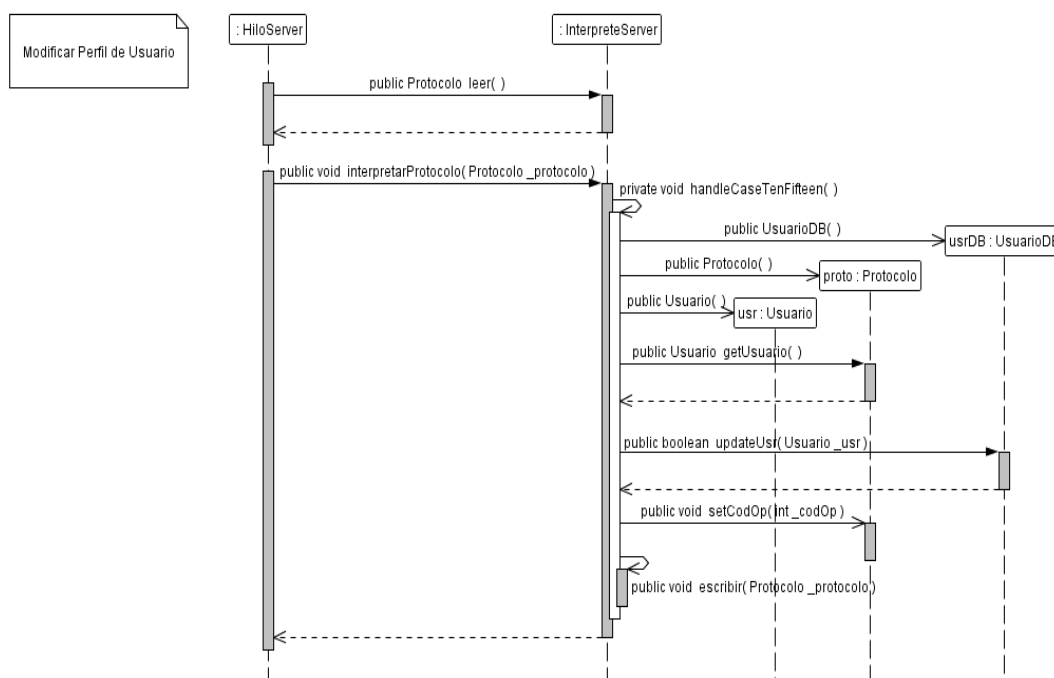 Modificar Perfil de Usuario
: HiloServer
: InterpreteServer
public Protocolo leer( )
public void interpretarProtocolo( Protocolo _protocolo )
private void handleCaseTenFifteen( )
public UsuarioDB( )
usrDB : UsuarioDB
public Protocolo( )
proto : Protocolo
public Usuario( )
usr : Usuario
public Usuario getUsuario( )
public boolean updateUsr( Usuario _usr )
public void setCodOp( int _codOp )
public void escribir( Protocolo _protocolo )